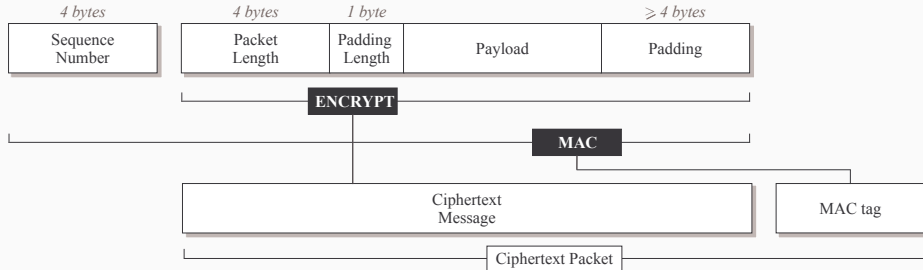 4 bytes
4 bytes
1 byte
⩾ 4 bytes
Sequence
Number
Packet
Length
Padding
Length
Payload
Padding
ENCRYPT
MAC
Ciphertext
Message
MAC tag
Ciphertext Packet